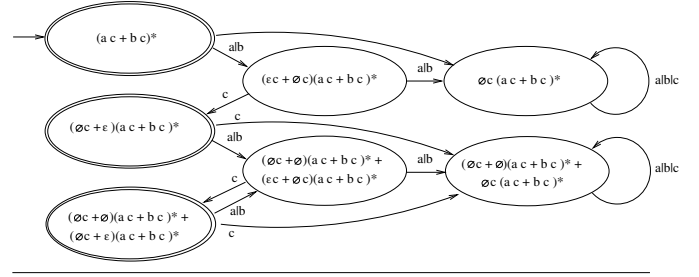 (a c + b c)*
a|b
(εc + ∅c)(a c + b c )*
a|b
∅c (a c + b c )*
a|b|c
c
c
(∅c + ε)(a c + b c )*
a|b
(∅c +∅)(a c + b c )* +
(εc +∅c)(a c + b c )*
a|b
(∅c +∅)(a c + b c )* +
∅c (a c + b c )*
a|b|c
c
a|b
(∅c +∅)(a c + b c )* +
(∅c + ε)(a c + b c )*
c